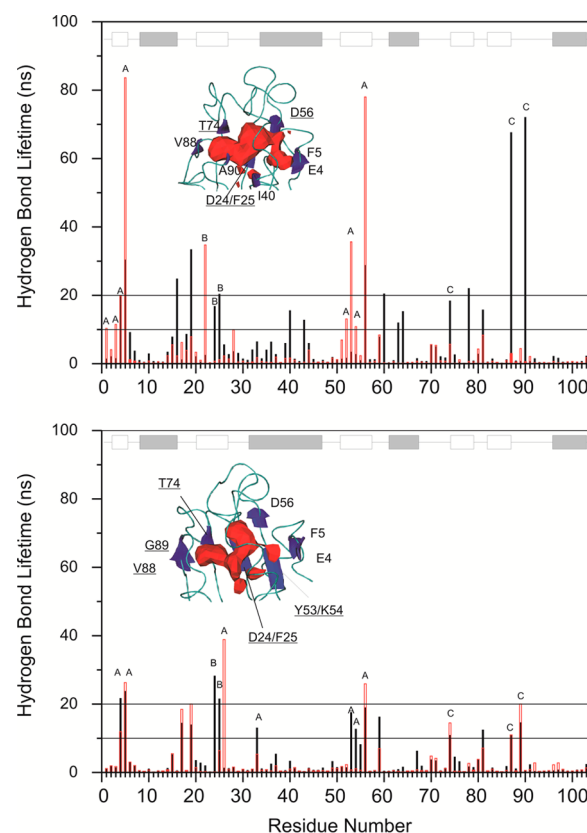 100
80
60
40
20
0
Hydrogen Bond Lifetime (ns)
A
A
A
A
A
B
B
B
A
A
A
A
C
C
C
T74
D56
V88
A90
F5
E4
D24/F25
I40
0 10 20 30 40 50 60 70 80 90 100
100
80
60
40
20
0
Hydrogen Bond Lifetime (ns)
A
A
B
B
A
A
A
A
A
C
C
C
T74
D56
G89
V88
F5
E4
Y53/K54
D24/F25
0 10 20 30 40 50 60 70 80 90 100
Residue Number